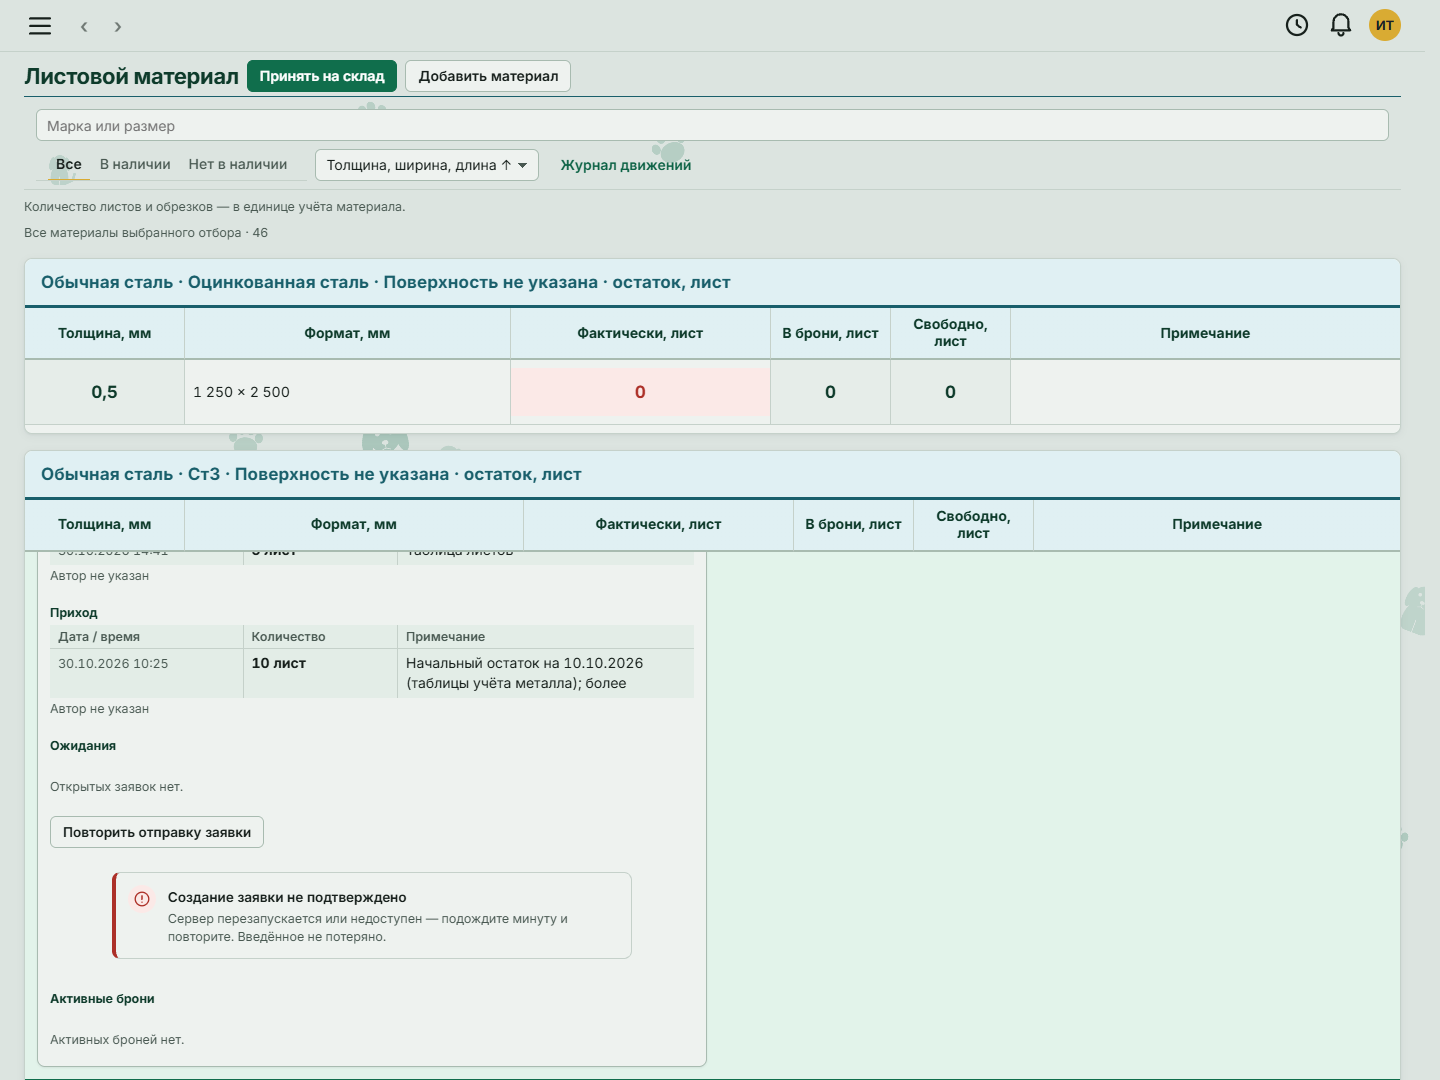 ИТ
Листовой материал
Принять на склад
Добавить материал
Марка или размер
Все
В наличии
Нет в наличии
Толщина, ширина, длина ↑
Журнал движений
Количество листов и обрезков — в единице учёта материала.
Все материалы выбранного отбора · 46
Обычная сталь · Оцинкованная сталь · Поверхность не указана · остаток, лист
Толщина, мм
Формат, мм
Фактически, лист
В брони, лист
Свободно,
лист
Примечание
0,5
1 250 × 2 500
0
0
0
Обычная сталь · Ст3 · Поверхность не указана · остаток, лист
Толщина, мм
Формат, мм
Фактически, лист
В брони, лист
Свободно,
лист
Примечание
Автор не указан
Приход
Дата / время
Количество
Примечание
30.10.2026 10:25
10 лист
Начальный остаток на 10.10.2026
(таблицы учёта металла); более
Автор не указан
Ожидания
Открытых заявок нет.
Повторить отправку заявки
Создание заявки не подтверждено
Сервер перезапускается или недоступен — подождите минуту и
повторите. Введённое не потеряно.
Активные брони
Активных броней нет.